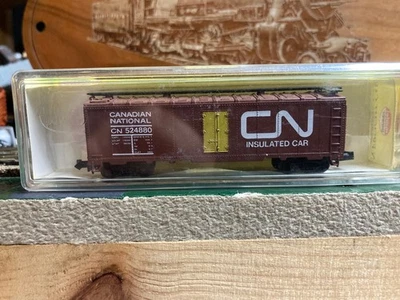 CANADIAN
NATIONAL
CN 524880
CN
INSULATED CAR